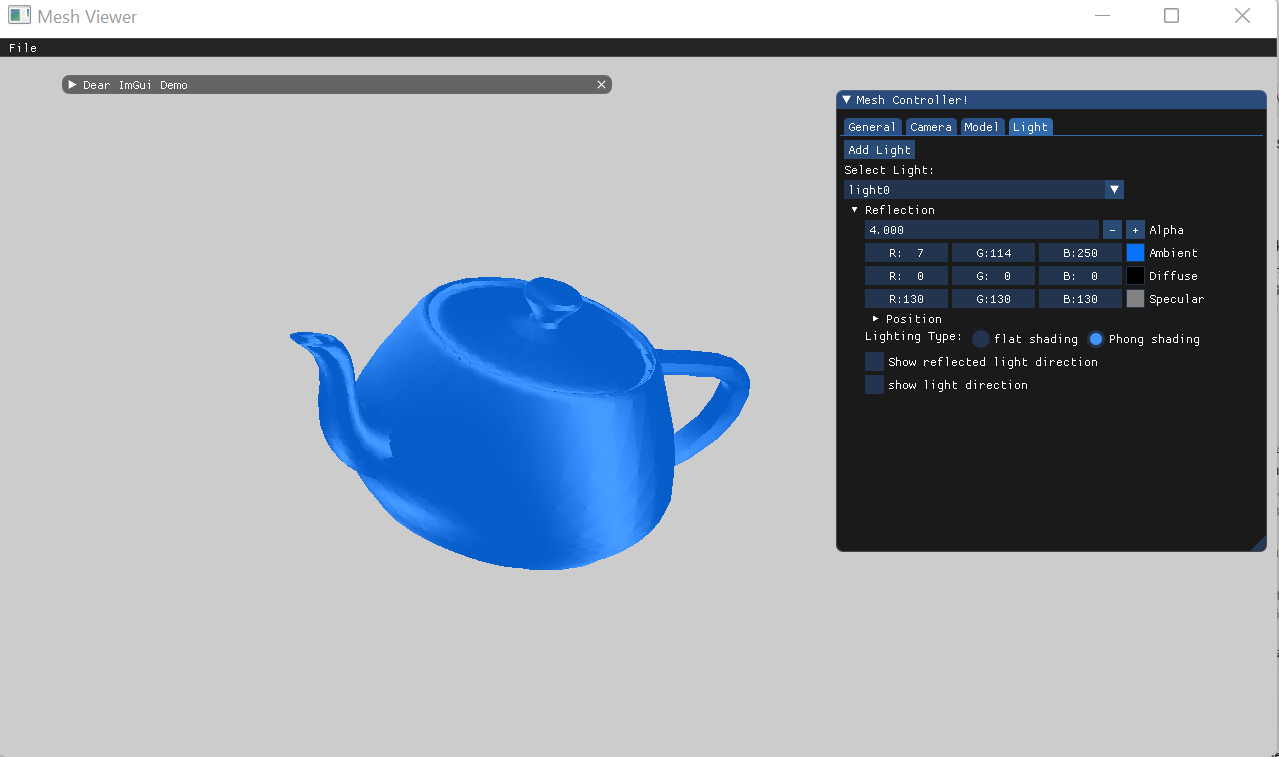 Mesh Viewer
File
Dear ImGui Demo
Mesh Controller!
General Camera Model Light
Add Light
Select Light:
light0
Reflection
4.000 - + Alpha
R: 7 G:114 B:250 Ambient
R: 0 G: 0 B: 0 Diffuse
R:130 G:130 B:130 Specular
Position
Lighting Type: flat shading Phong shading
Show reflected light direction
show light direction